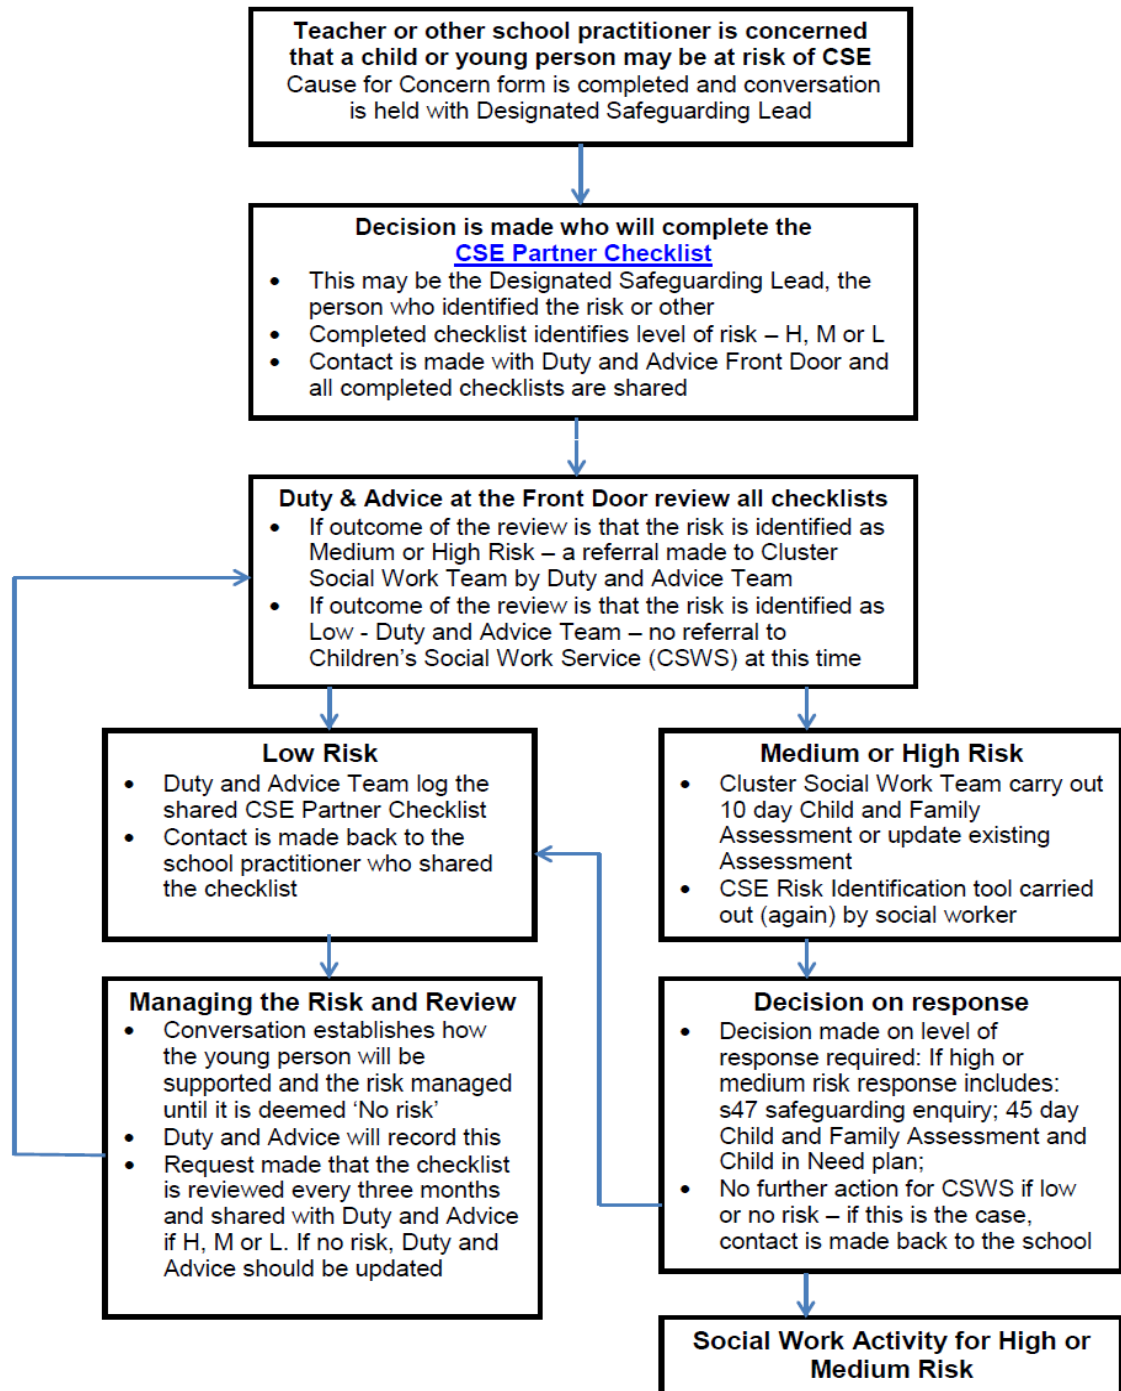 Teacher or other school practitioner is concerned
that a child or young person may be at risk of CSE
Cause for Concern form is completed and conversation
is held with Designated Safeguarding Lead
Decision is made who will complete the
CSE Partner Checklist
• This may be the Designated Safeguarding Lead, the
person who identified the risk or other
• Completed checklist identifies level of risk – H, M or L
• Contact is made with Duty and Advice Front Door and
all completed checklists are shared
Duty & Advice at the Front Door review all checklists
• If outcome of the review is that the risk is identified as
Medium or High Risk – a referral made to Cluster
Social Work Team by Duty and Advice Team
• If outcome of the review is that the risk is identified as
Low - Duty and Advice Team – no referral to
Children's Social Work Service (CSWS) at this time
Low Risk
• Duty and Advice Team log the
shared CSE Partner Checklist
• Contact is made back to the
school practitioner who shared
the checklist
Medium or High Risk
• Cluster Social Work Team carry out
10 day Child and Family
Assessment or update existing
Assessment
• CSE Risk Identification tool carried
out (again) by social worker
Managing the Risk and Review
• Conversation establishes how
the young person will be
supported and the risk managed
until it is deemed 'No risk'
• Duty and Advice will record this
• Request made that the checklist
is reviewed every three months
and shared with Duty and Advice
if H, M or L. If no risk, Duty and
Advice should be updated
Decision on response
• Decision made on level of
response required: If high or
medium risk response includes:
s47 safeguarding enquiry; 45 day
Child and Family Assessment and
Child in Need plan;
• No further action for CSWS if low
or no risk – if this is the case,
contact is made back to the school
Social Work Activity for High or
Medium Risk